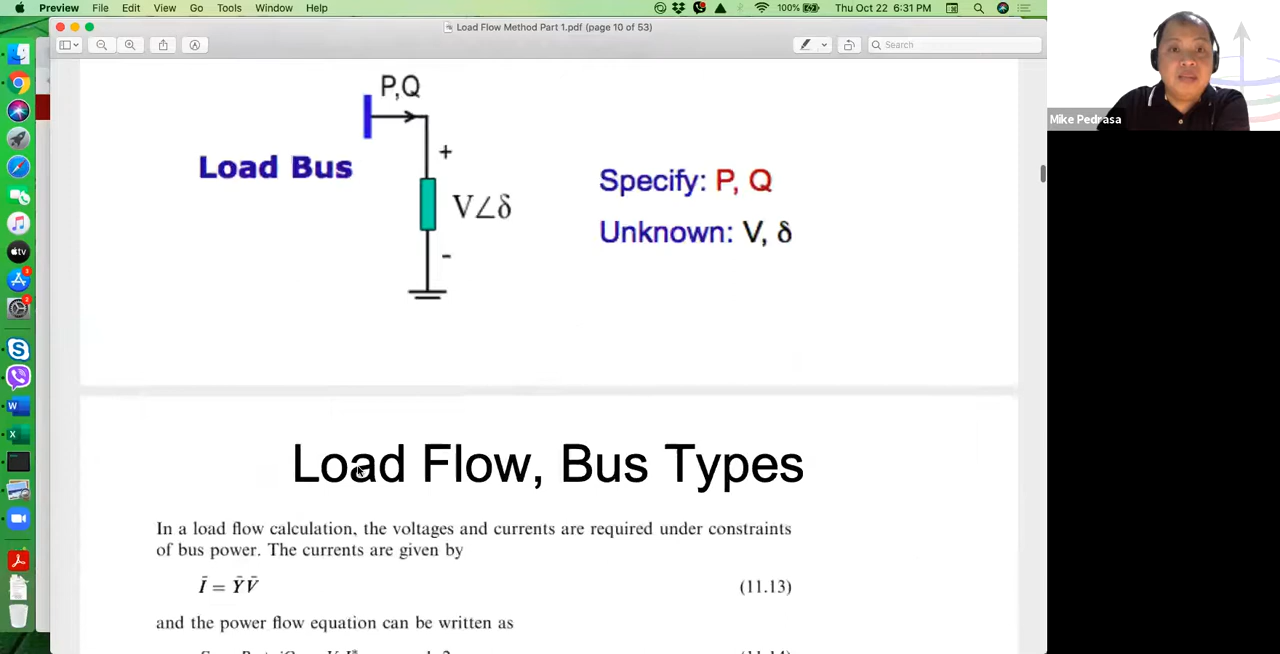 Preview File Edit View Go Tools Window Help 100% Thu Oct 22 6:31 PM
Load Flow Method Part 1.pdf (page 10 of 53)
Search
Mike Pedrasa
P,Q
+
Load Bus
V∠δ
-
Specify: P, Q
Unknown: V, δ
tv
W
X
Load Flow, Bus Types
In a load flow calculation, the voltages and currents are required under constraints
of bus power. The currents are given by
Ī = Ȳ V̄ (11.13)
and the power flow equation can be written as